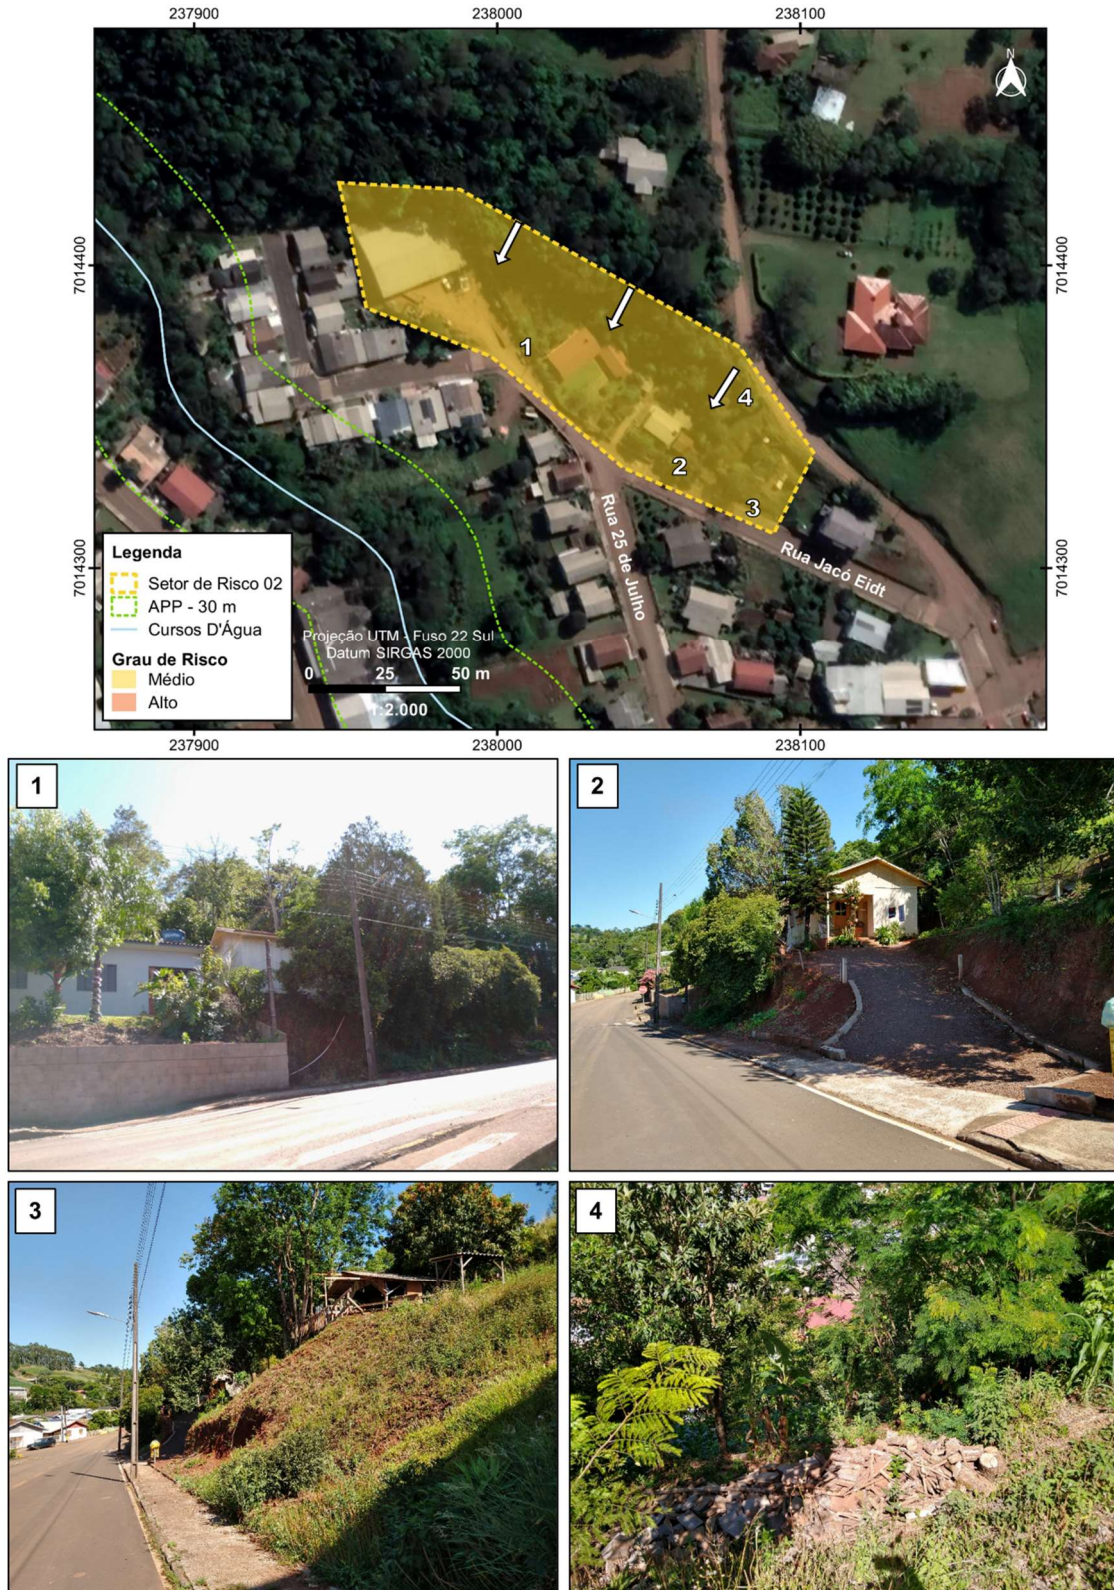 237900 238000 238100
N
7014400
7014400
1
4
2
3
Rua 25 de Julho
Rua Jacó Eidt
7014300
7014300
Legenda
Setor de Risco 02
APP - 30 m
Cursos D'Água
Grau de Risco
Médio
Alto
Projeção UTM - Fuso 22 Sul
Datum SIRGAS 2000
0 25 50 m
1:2.000
237900 238000 238100
1
2
3
4